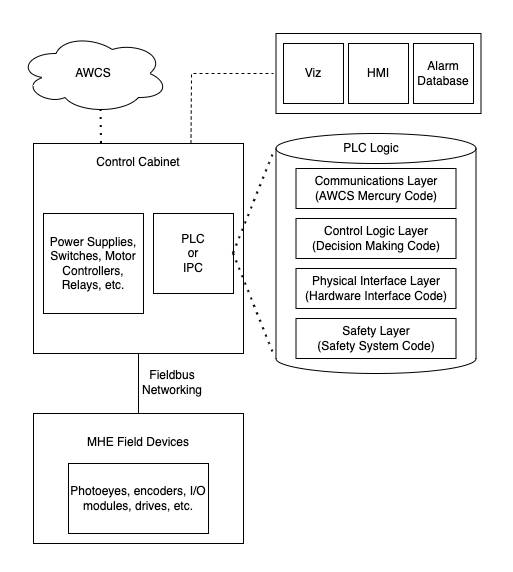 AWCS
Viz
HMI
Alarm
Database
Control Cabinet
PLC Logic
Communications Layer
(AWCS Mercury Code)
Control Logic Layer
(Decision Making Code)
Physical Interface Layer
(Hardware Interface Code)
Safety Layer
(Safety System Code)
Power Supplies,
Switches, Motor
Controllers,
Relays, etc.
PLC
or
IPC
Fieldbus
Networking
MHE Field Devices
Photoeyes, encoders, I/O
modules, drives, etc.